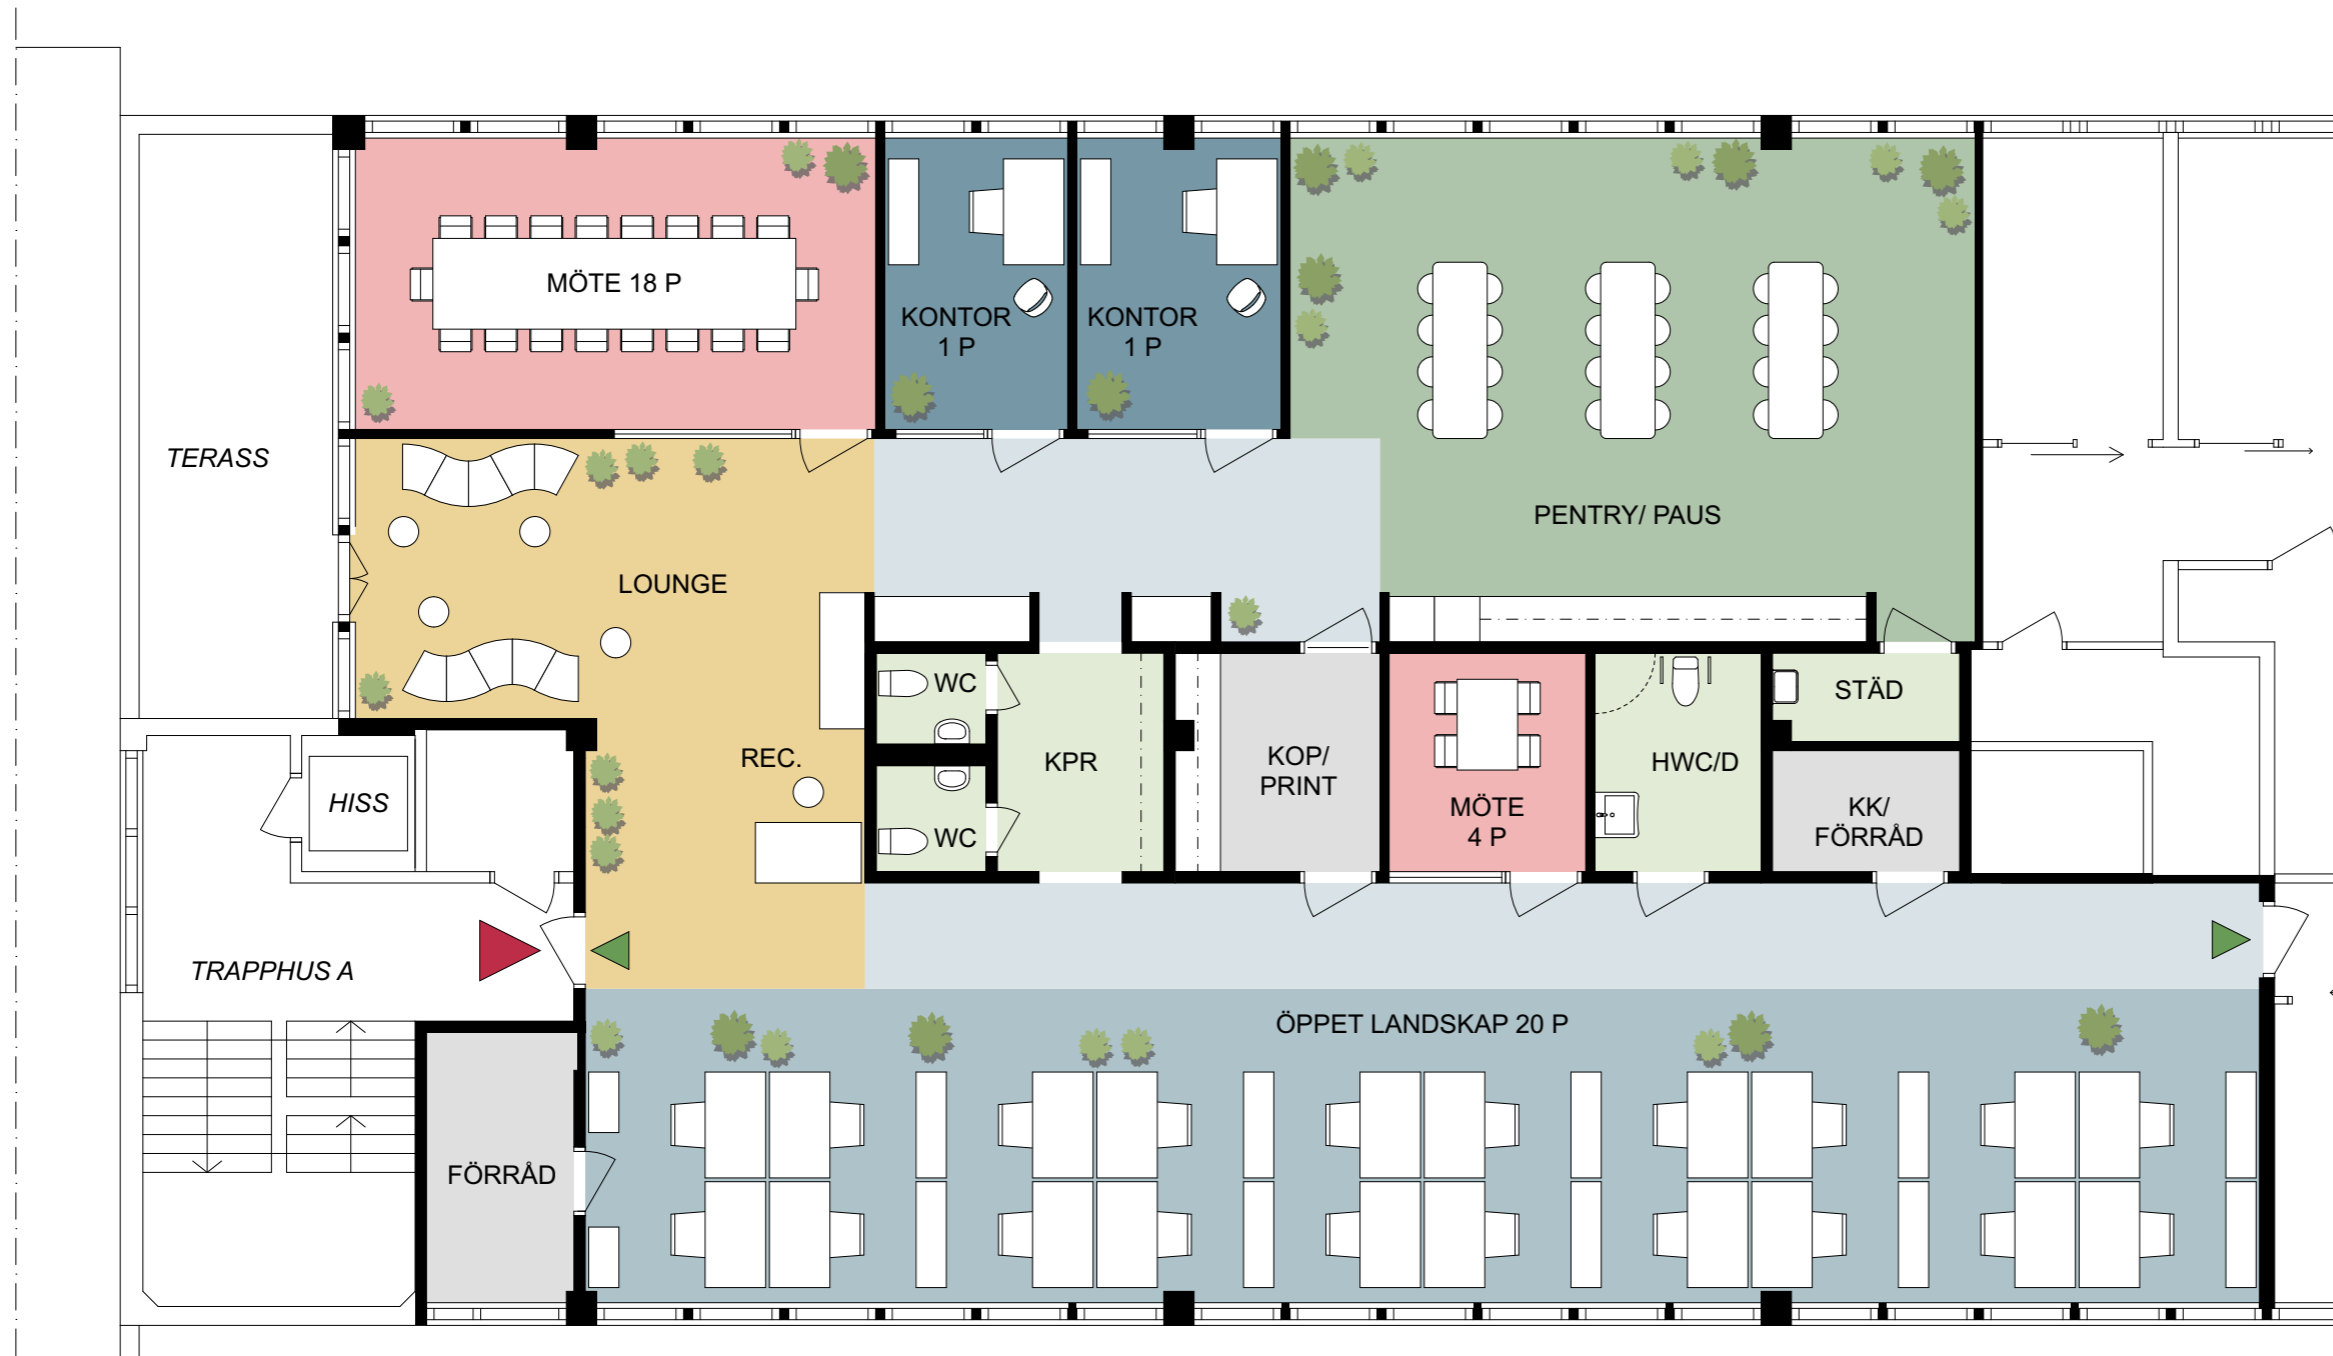 MÖTE 18 P
KONTOR
1 P
KONTOR
1 P
TERASS
PENTRY/ PAUS
LOUNGE
WC
STÄD
REC.
KPR
KOP/
PRINT
HWC/D
HISS
MÖTE
4 P
KK/
FÖRRÅD
WC
TRAPPHUS A
ÖPPET LANDSKAP 20 P
FÖRRÅD